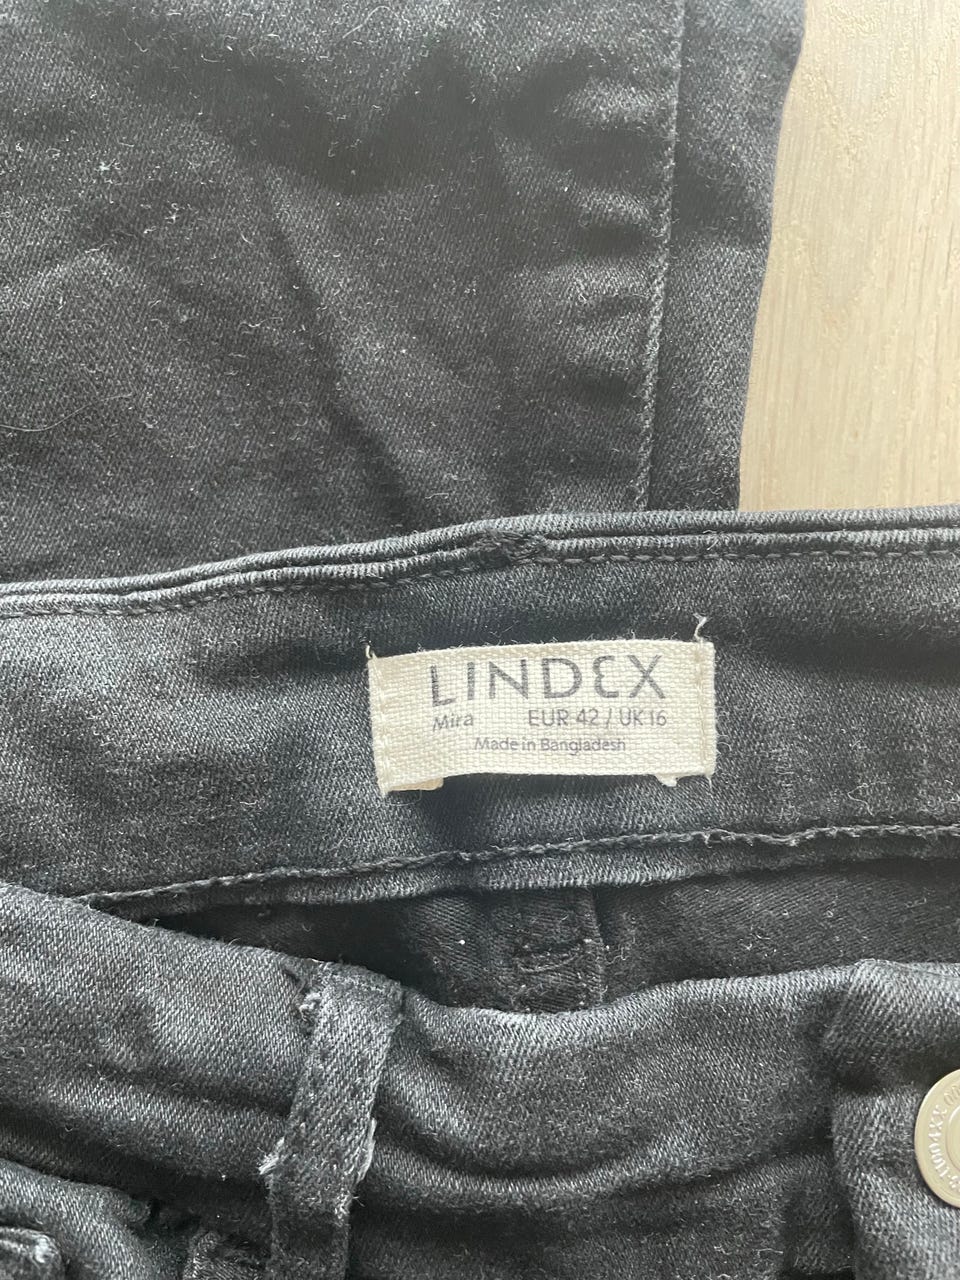 LINDEX
Mira EUR 42 / UK 16
Made in Bangladesh